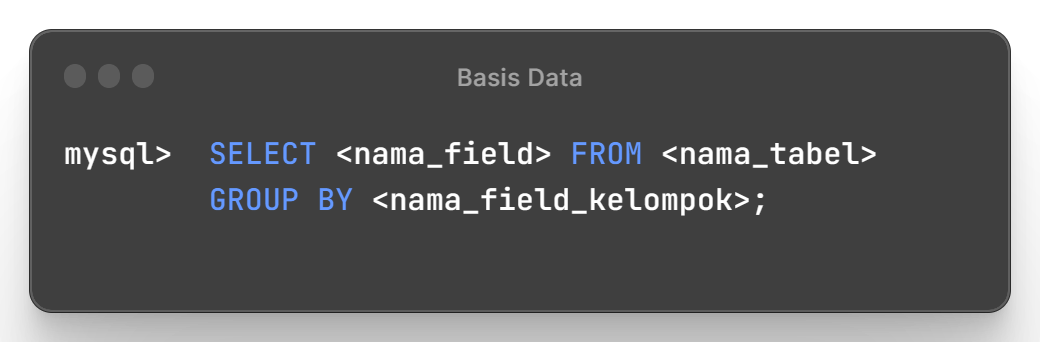 Basis Data
mysql> SELECT <nama_field> FROM <nama_tabel>
GROUP BY <nama_field_kelompok>;